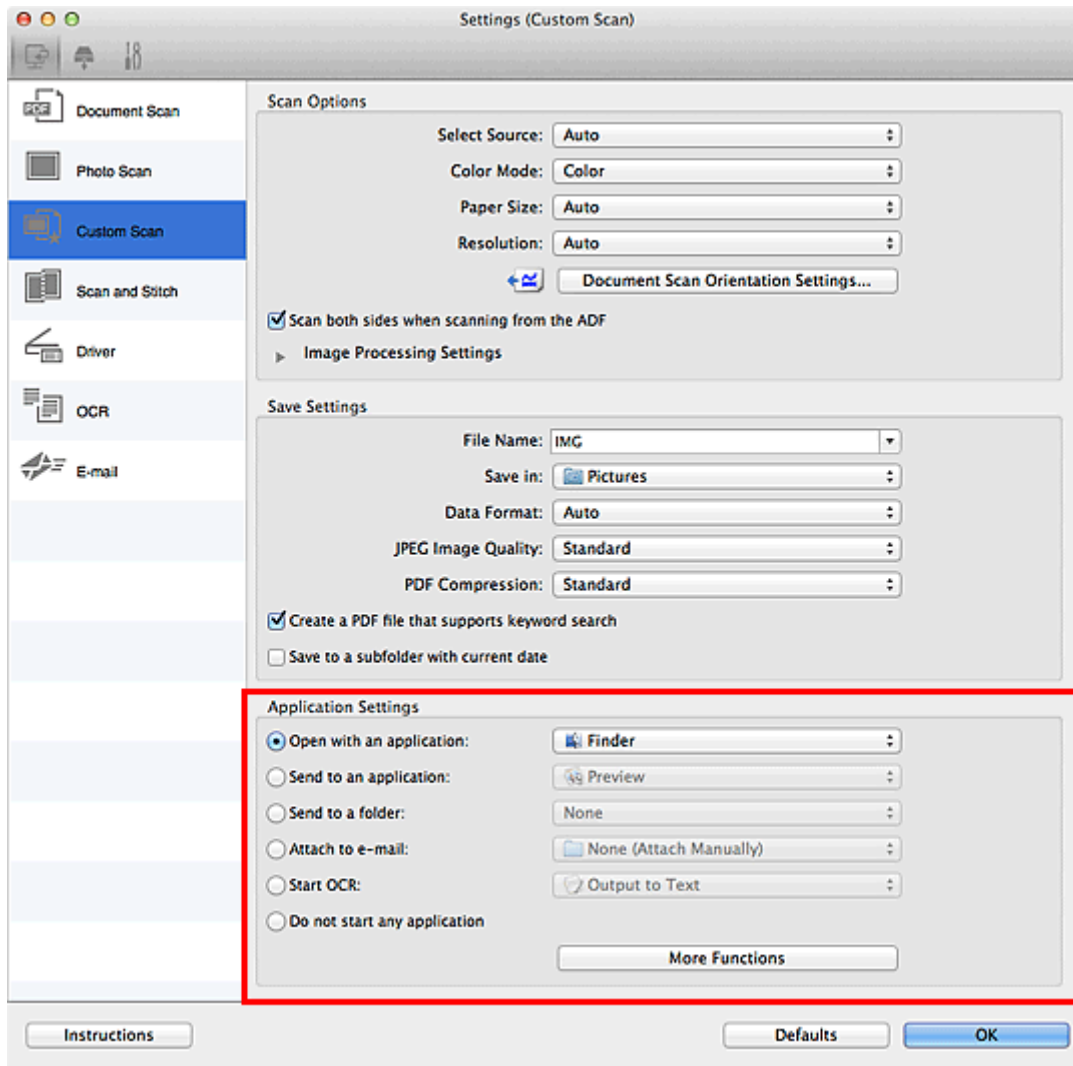 Settings (Custom Scan)
PDF
Document Scan
Photo Scan
Custom Scan
Scan and Stitch
Driver
OCR
E-mail
Scan Options
Select Source: Auto
Color Mode: Color
Paper Size: Auto
Resolution: Auto
Document Scan Orientation Settings...
Scan both sides when scanning from the ADF
Image Processing Settings
Save Settings
File Name: IMG
Save in: Pictures
Data Format: Auto
JPEG Image Quality: Standard
PDF Compression: Standard
Create a PDF file that supports keyword search
Save to a subfolder with current date
Application Settings
Open with an application: Finder
Send to an application: Preview
Send to a folder: None
Attach to e-mail: None (Attach Manually)
Start OCR: Output to Text
Do not start any application
More Functions
Instructions Defaults OK